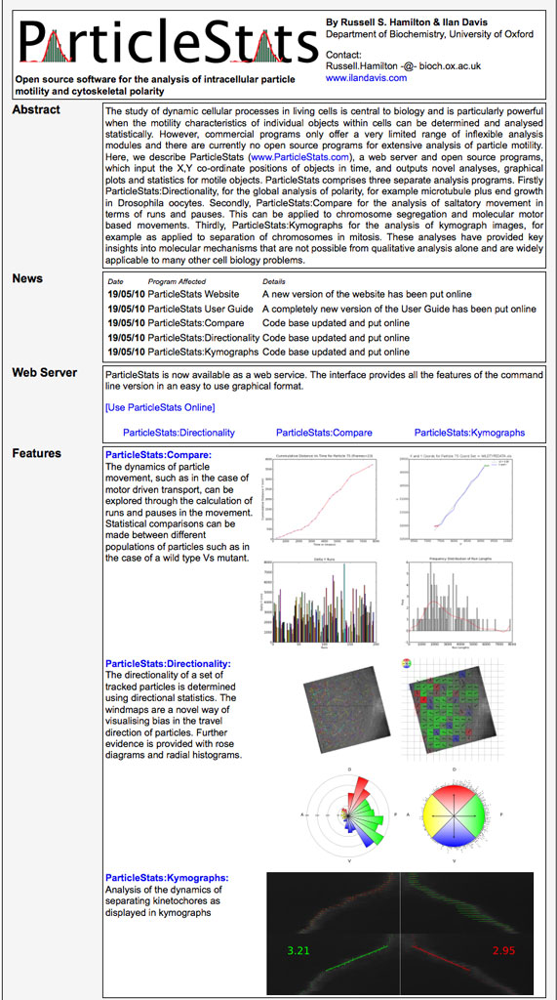 ParticleStats
By Russell S. Hamilton & Ilan Davis
Department of Biochemistry, University of Oxford
Contact:
Russell.Hamilton -@- bioch.ox.ac.uk
www.ilandavis.com
Open source software for the analysis of intracellular particle
motility and cytoskeletal polarity
Abstract
The study of dynamic cellular processes in living cells is central to biology and is particularly powerful
when the motility characteristics of individual objects within cells can be determined and analysed
statistically. However, commercial programs only offer a very limited range of inflexible analysis
modules and there are currently no open source programs for extensive analysis of particle motility.
Here, we describe ParticleStats (www.ParticleStats.com), a web server and open source programs,
which input the X,Y co-ordinate positions of objects in time, and outputs novel analyses, graphical
plots and statistics for motile objects. ParticleStats comprises three separate analysis programs. Firstly
ParticleStats:Directionality, for the global analysis of polarity, for example microtubule plus end growth
in Drosophila oocytes. Secondly, ParticleStats:Compare for the analysis of saltatory movement in
terms of runs and pauses. This can be applied to chromosome segregation and molecular motor
based movements. Thirdly, ParticleStats:Kymographs for the analysis of kymograph images, for
example as applied to separation of chromosomes in mitosis. These analyses have provided key
insights into molecular mechanisms that are not possible from qualitative analysis alone and are widely
applicable to many other cell biology problems.
News
Date Program Affected Details
19/05/10 ParticleStats Website A new version of the website has been put online
19/05/10 ParticleStats User Guide A completely new version of the User Guide has been put online
19/05/10 ParticleStats:Compare Code base updated and put online
19/05/10 ParticleStats:Directionality Code base updated and put online
19/05/10 ParticleStats:Kymographs Code base updated and put online
Web Server
ParticleStats is now available as a web service. The interface provides all the features of the command
line version in an easy to use graphical format.
[Use ParticleStats Online]
ParticleStats:Directionality ParticleStats:Compare ParticleStats:Kymographs
Features
ParticleStats:Compare:
The dynamics of particle
movement, such as in the case of
motor driven transport, can be
explored through the calculation of
runs and pauses in the movement.
Statistical comparisons can be
made between different
populations of particles such as in
the case of a wild type Vs mutant.
Frequency Distribution of Run Lengths
ParticleStats:Directionality:
The directionality of a set of
tracked particles is determined
using directional statistics. The
windmaps are a novel way of
visualising bias in the travel
direction of particles. Further
evidence is provided with rose
diagrams and radial histograms.
D D
A P A P
V V
ParticleStats:Kymographs:
Analysis of the dynamics of
separating kinetochores as
displayed in kymographs
3.21 2.95